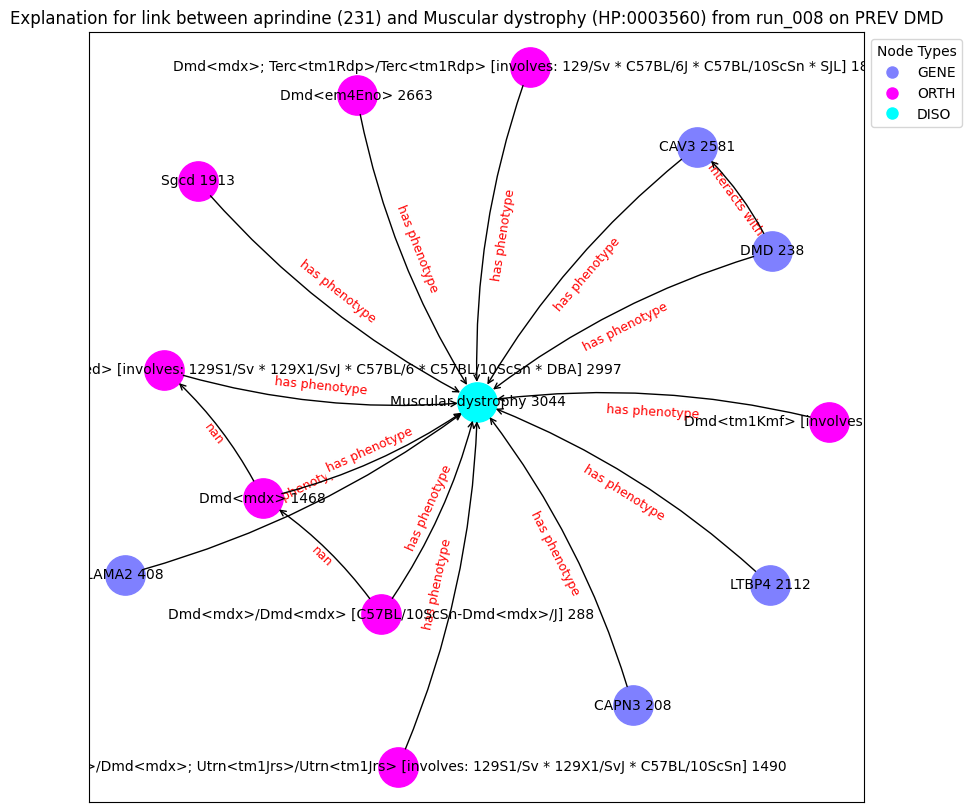 Explanation for link between aprindine (231) and Muscular dystrophy (HP:0003560) from run_008 on PREV DMD
Node Types
GENE
ORTH
DISO
Dmd<mdx>; Terc<tm1Rdp>/Terc<tm1Rdp> [involves: 129/Sv * C57BL/6J * C57BL/10ScSn * SJL] 18
Dmd<em4Eno> 2663
CAV3 2581
Sgcd 1913
interacts with
DMD 238
has phenotype
has phenotype
has phenotype
has phenotype
has phenotype
ed> [involves: 129S1/Sv * 129X1/SvJ * C57BL/6 * C57BL/10ScSn * DBA] 2997
has phenotype
Muscular dystrophy 3044
has phenotype
Dmd<tm1Kmf> [involves
nan
has phenotype
phenoty
Dmd<mdx> 1468
has phenotype
has phenotype
has phenotype
nan
LAMA2 408
LTBP4 2112
has phenotype
Dmd<mdx>/Dmd<mdx> [C57BL/10ScSn-Dmd<mdx>/J] 288
CAPN3 208
>/Dmd<mdx>; Utrn<tm1Jrs>/Utrn<tm1Jrs> [involves: 129S1/Sv * 129X1/SvJ * C57BL/10ScSn] 1490